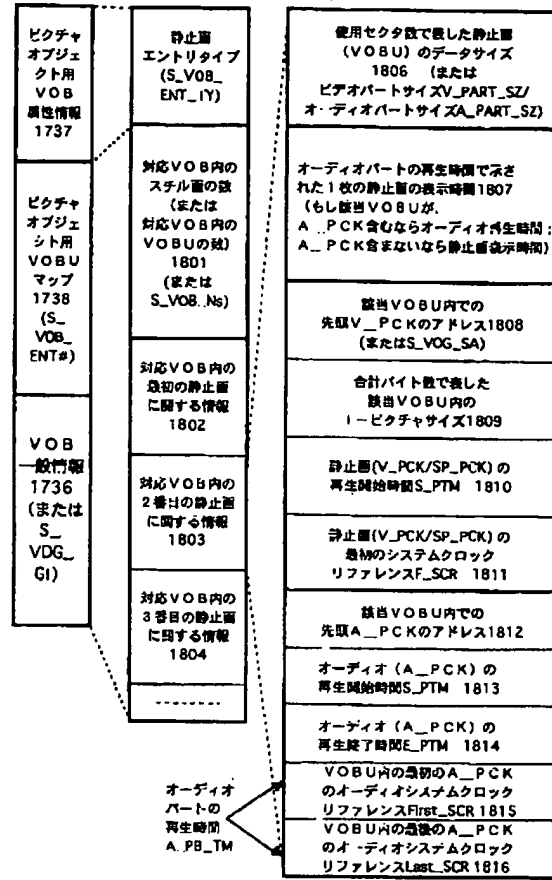 ピクチャ
オブジェ
クト用
VOB
属性情報
1737
ピクチャ
オブジェ
クト用
VOBU
マップ
1738
(S_
VOB_
ENT#)
VOB
一般情報
1736
(または
S_
VDG_
GI)
静止画
エントリタイプ
(S_VOB_
ENT_TY)
対応VOB内の
スチル画の数
(または
対応VOB内の
VOBUの数)
1801
(または
S_VOB_Ns)
対応VOB内の
最初の静止画
に関する情報
1802
対応VOB内の
2番目の静止画
に関する情報
1803
対応VOB内の
3番目の静止画
に関する情報
1804
--------
使用セクタ数で表した静止画
(VOBU)のデータサイズ
1806 (または
ビデオパートサイズV_PART_SZ/
オーディオパートサイズA_PART_SZ)
オーディオパートの再生時間で示さ
れた1枚の静止画の表示時間1807
(もし該当VOBUが、
A_PCK含むならオーディオ再生時間;
A_PCK含まないなら静止画表示時間)
該当VOBU内での
先頭V_PCKのアドレス1808
(またはS_VOG_SA)
合計バイト数で表した
該当VOBU内の
I-ピクチャサイズ1809
静止画(V_PCK/SP_PCK)の
再生開始時間S_PTM 1810
静止画(V_PCK/SP_PCK)の
最初のシステムクロック
リファレンスF_SCR 1811
該当VOBU内での
先頭A_PCKのアドレス1812
オーディオ(A_PCK)の
再生開始時間S_PTM 1813
オーディオ(A_PCK)の
再生終了時間E_PTM 1814
VOBU内の最初のA_PCK
のオーディオシステムクロック
リファレンスFirst_SCR 1815
VOBU内の最後のA_PCK
のオーディオシステムクロック
リファレンスLast_SCR 1816
オーディオ
パートの
再生時間
A_PB_TM